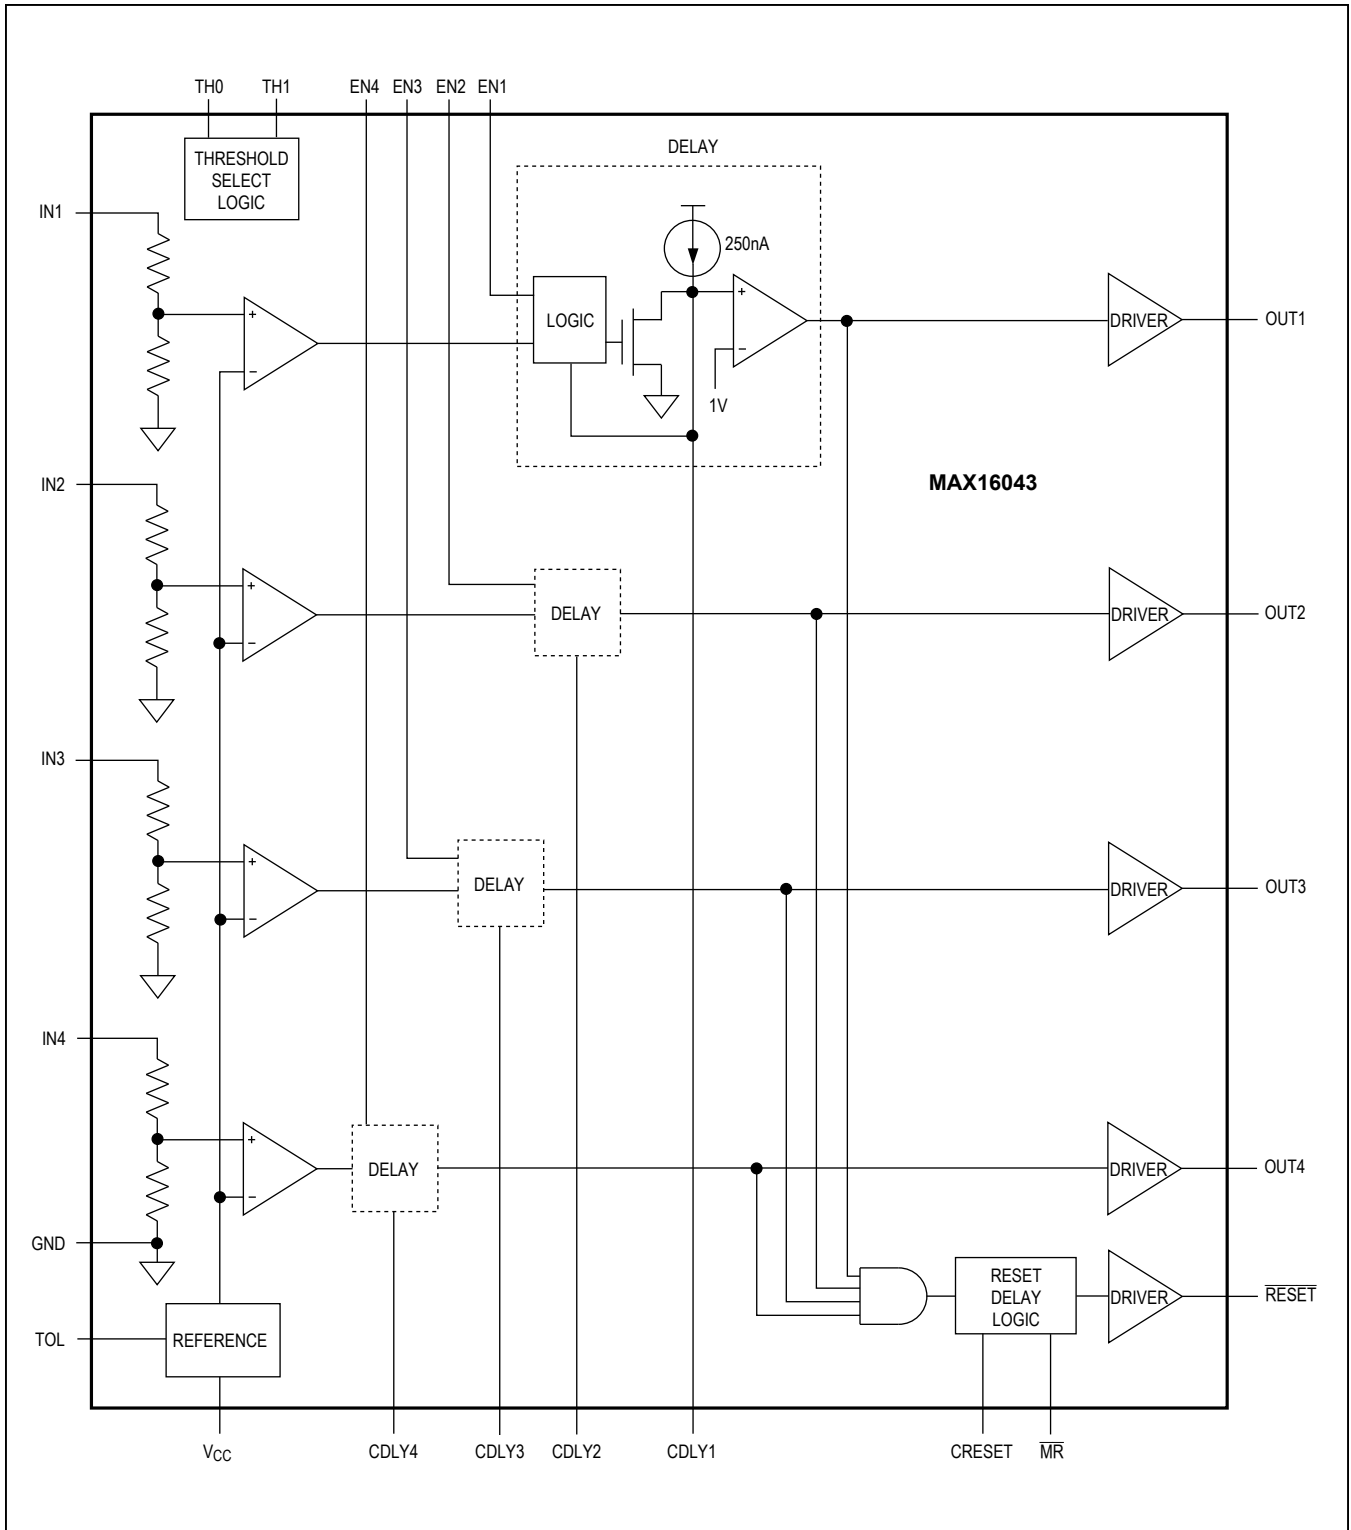 TH0 TH1 EN4 EN3 EN2 EN1
THRESHOLD
SELECT
LOGIC
DELAY
IN1
250nA
+
LOGIC
+
−
1V
−
DRIVER
OUT1
MAX16043
IN2
+
−
DELAY
DRIVER
OUT2
IN3
+
−
DELAY
DRIVER
OUT3
IN4
+
−
DELAY
DRIVER
OUT4
GND
RESET
DELAY
LOGIC
DRIVER
RESET
TOL
REFERENCE
VCC CDLY4 CDLY3 CDLY2 CDLY1 CRESET MR